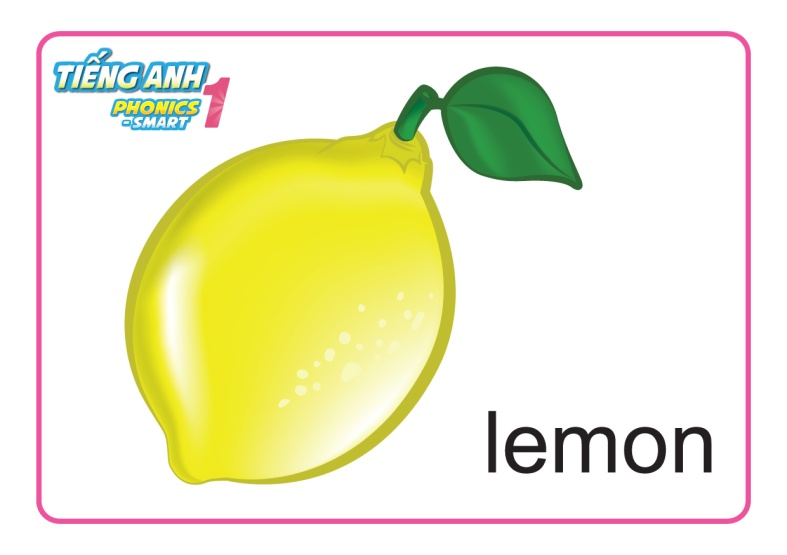 TIẾNG ANH 1
PHONICS
-SMART
lemon